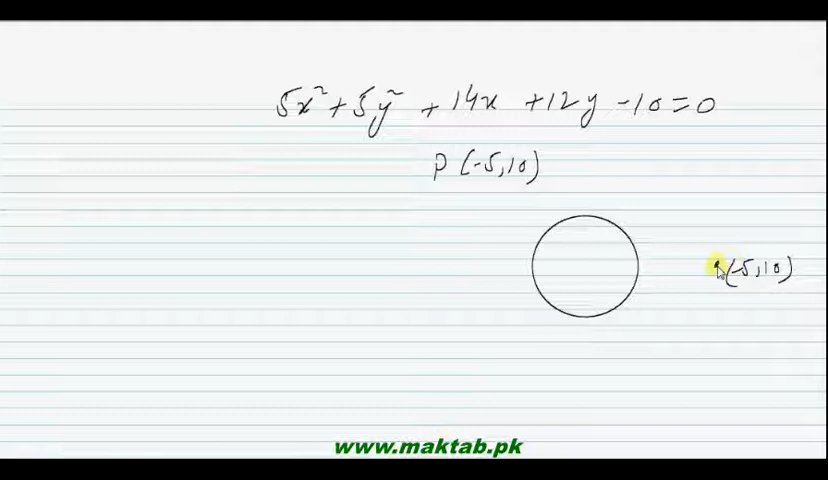 5x² + 5y² + 14x + 12y - 10 = 0
P (-5, 10)
(-5, 10)
www.maktab.pk